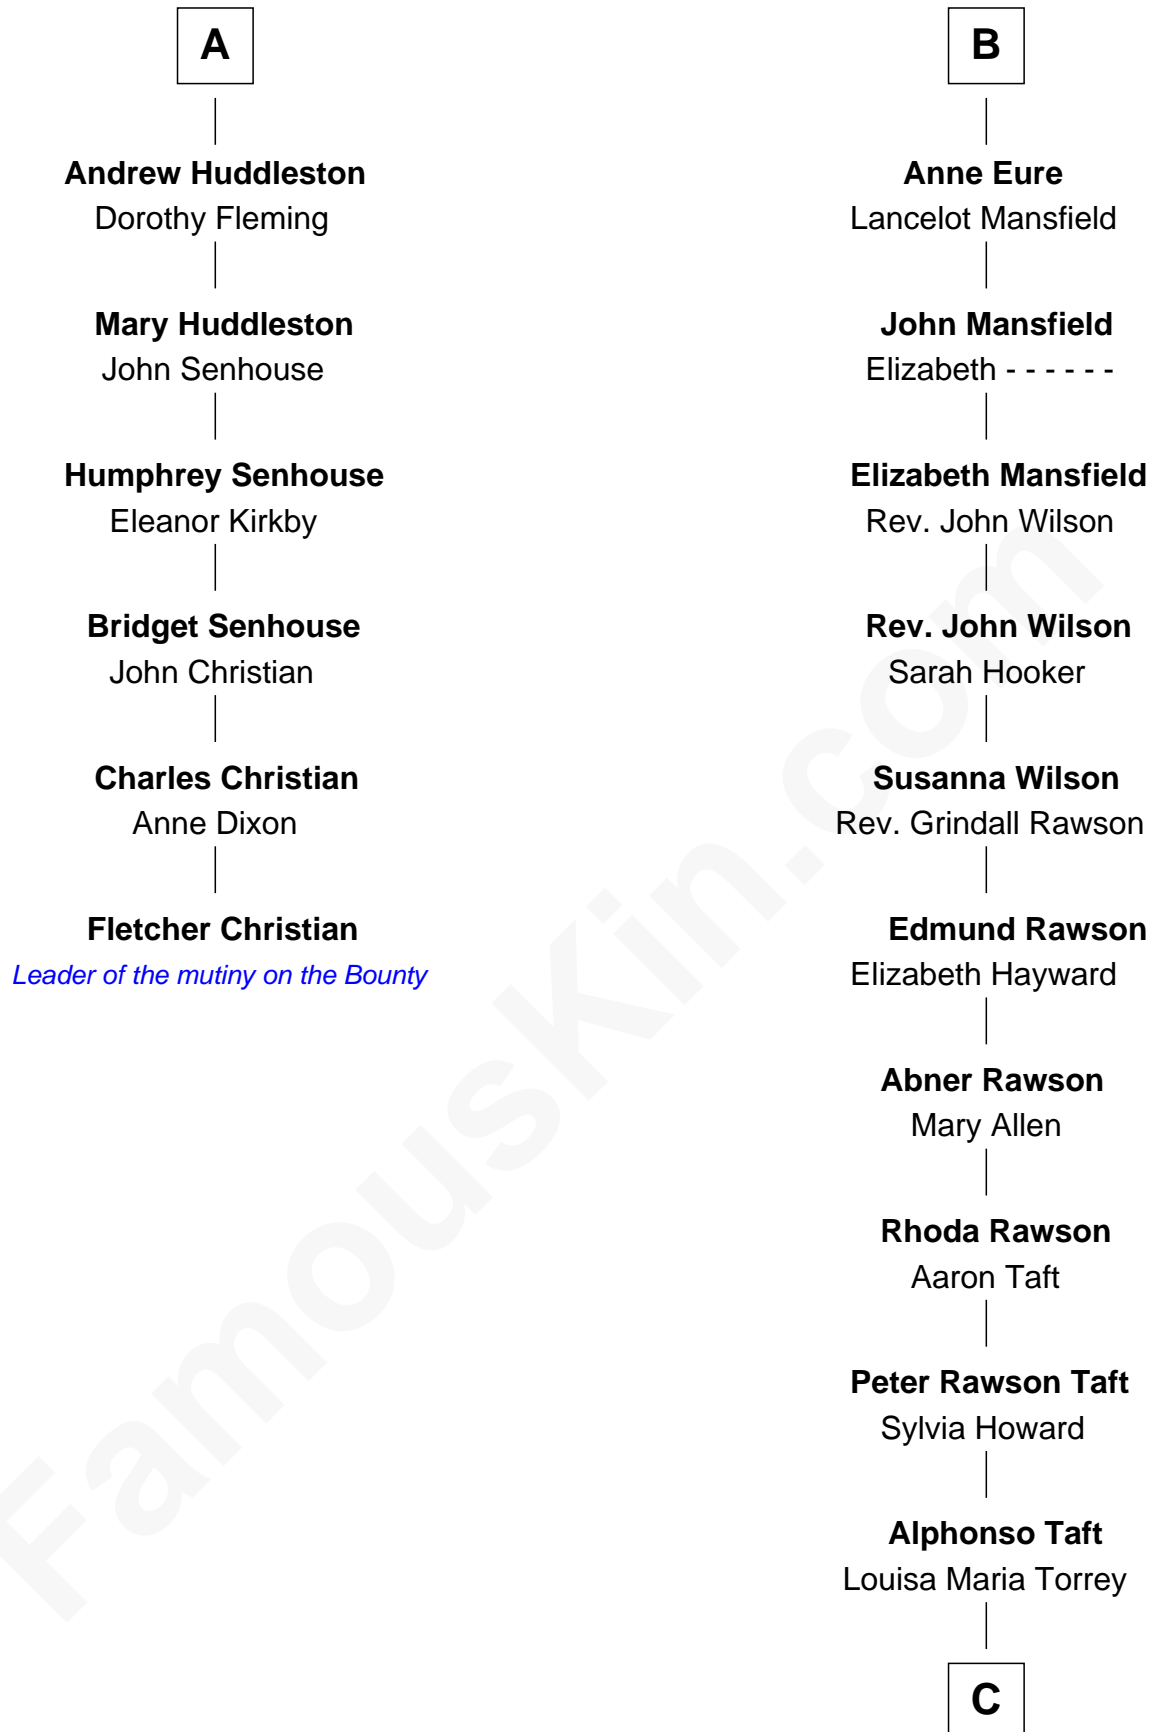 A
Andrew Huddleston
Dorothy Fleming
Mary Huddleston
John Senhouse
Humphrey Senhouse
Eleanor Kirkby
Bridget Senhouse
John Christian
Charles Christian
Anne Dixon
Fletcher Christian
Leader of the mutiny on the Bounty
B
Anne Eure
Lancelot Mansfield
John Mansfield
Elizabeth - - - - - -
Elizabeth Mansfield
Rev. John Wilson
Rev. John Wilson
Sarah Hooker
Susanna Wilson
Rev. Grindall Rawson
Edmund Rawson
Elizabeth Hayward
Abner Rawson
Mary Allen
Rhoda Rawson
Aaron Taft
Peter Rawson Taft
Sylvia Howard
Alphonso Taft
Louisa Maria Torrey
C
FamousKin.com